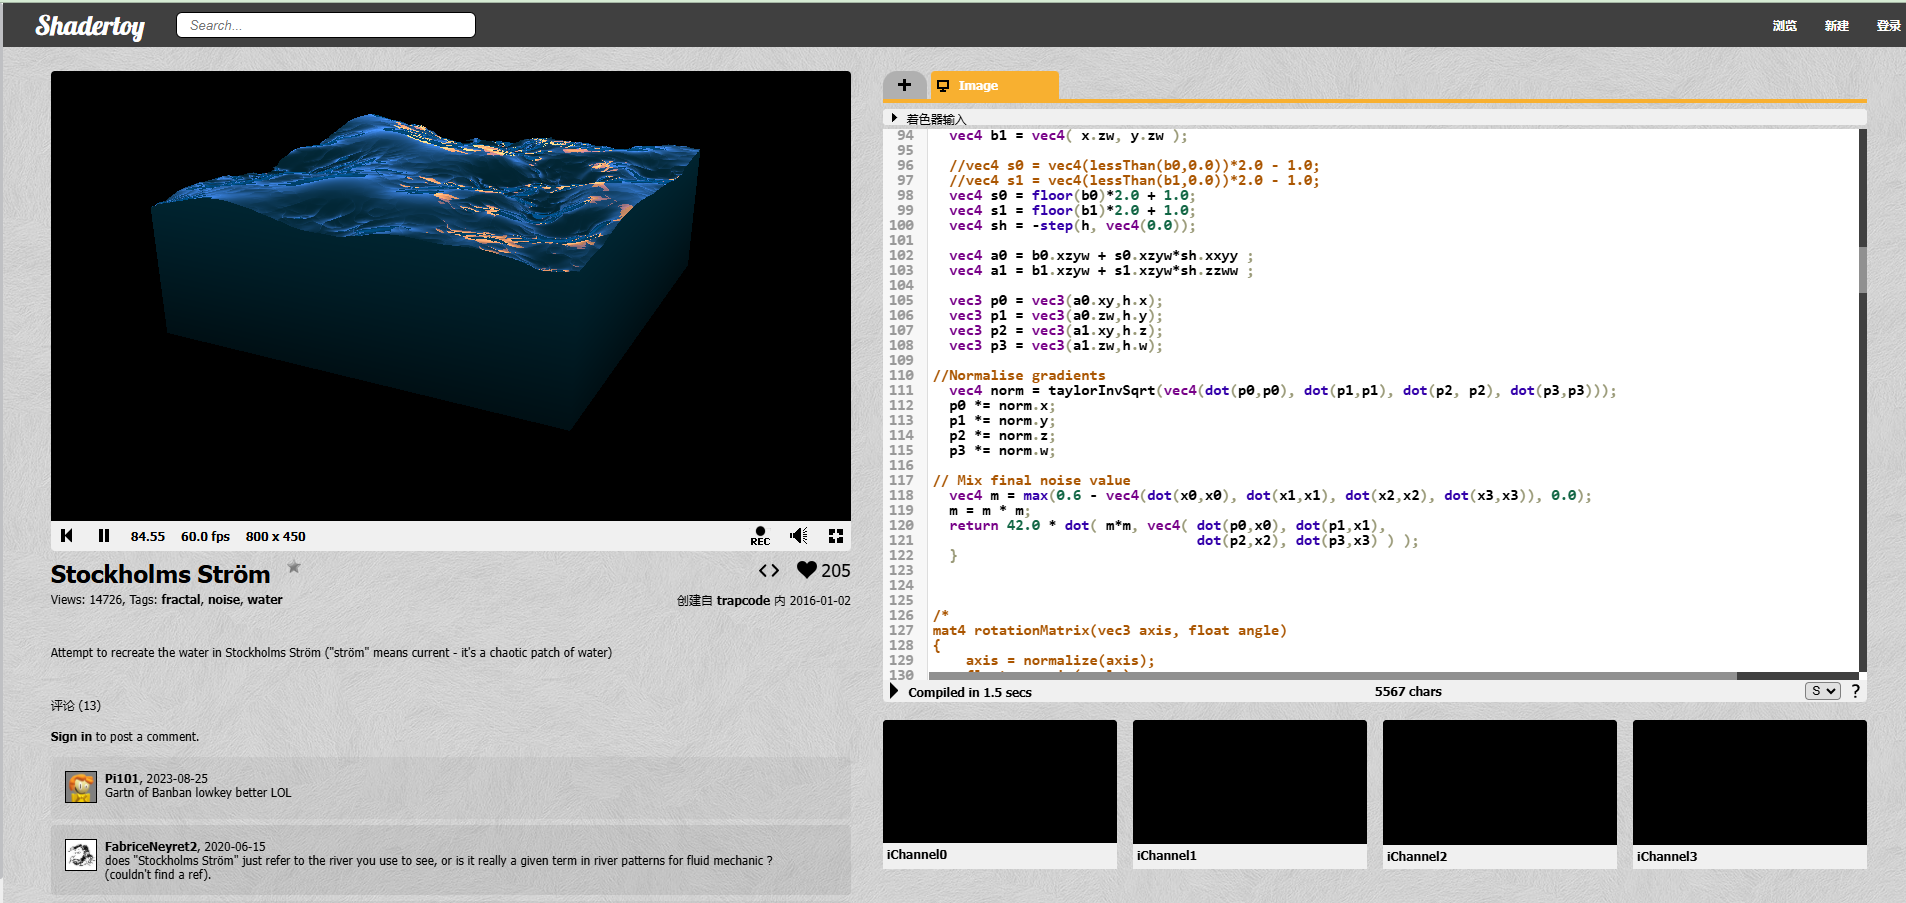 Shadertoy
Search...
浏览 新建 登录
84.55 60.0 fps 800 x 450
REC
Stockholms Ström
205
Views: 14726, Tags: fractal, noise, water
创建自 trapcode 内 2016-01-02
Attempt to recreate the water in Stockholms Ström ("ström" means current - it's a chaotic patch of water)
评论 (13)
Sign in to post a comment.
Pi101, 2023-08-25
Gartn of Banban lowkey better LOL
FabriceNeyret2, 2020-06-15
does "Stockholms Ström" just refer to the river you use to see, or is it really a given term in river patterns for fluid mechanic ?
(couldn't find a ref).
+ Image
着色器输入
94 vec4 b1 = vec4( x.zw, y.zw );
95
96 //vec4 s0 = vec4(lessThan(b0,0.0))*2.0 - 1.0;
97 //vec4 s1 = vec4(lessThan(b1,0.0))*2.0 - 1.0;
98 vec4 s0 = floor(b0)*2.0 + 1.0;
99 vec4 s1 = floor(b1)*2.0 + 1.0;
100 vec4 sh = -step(h, vec4(0.0));
101
102 vec4 a0 = b0.xzyw + s0.xzyw*sh.xxyy ;
103 vec4 a1 = b1.xzyw + s1.xzyw*sh.zzww ;
104
105 vec3 p0 = vec3(a0.xy,h.x);
106 vec3 p1 = vec3(a0.zw,h.y);
107 vec3 p2 = vec3(a1.xy,h.z);
108 vec3 p3 = vec3(a1.zw,h.w);
109
110 //Normalise gradients
111 vec4 norm = taylorInvSqrt(vec4(dot(p0,p0), dot(p1,p1), dot(p2, p2), dot(p3,p3)));
112 p0 *= norm.x;
113 p1 *= norm.y;
114 p2 *= norm.z;
115 p3 *= norm.w;
116
117 // Mix final noise value
118 vec4 m = max(0.6 - vec4(dot(x0,x0), dot(x1,x1), dot(x2,x2), dot(x3,x3)), 0.0);
119 m = m * m;
120 return 42.0 * dot( m*m, vec4( dot(p0,x0), dot(p1,x1),
121 dot(p2,x2), dot(p3,x3) ) );
122 }
123
124
125
126 /*
127 mat4 rotationMatrix(vec3 axis, float angle)
128 {
129 axis = normalize(axis);
130
Compiled in 1.5 secs 5567 chars S ?
iChannel0 iChannel1 iChannel2 iChannel3